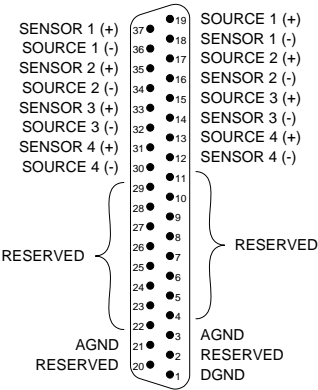 SENSOR 1 (+)
SOURCE 1 (-)
SENSOR 2 (+)
SOURCE 2 (-)
SENSOR 3 (+)
SOURCE 3 (-)
SENSOR 4 (+)
SOURCE 4 (-)
RESERVED
AGND
RESERVED
37
36
35
34
33
32
31
30
29
28
27
26
25
24
23
22
21
20
19
18
17
16
15
14
13
12
11
10
9
8
7
6
5
4
3
2
1
SOURCE 1 (+)
SENSOR 1 (-)
SOURCE 2 (+)
SENSOR 2 (-)
SOURCE 3 (+)
SENSOR 3 (-)
SOURCE 4 (+)
SENSOR 4 (-)
RESERVED
AGND
RESERVED
DGND